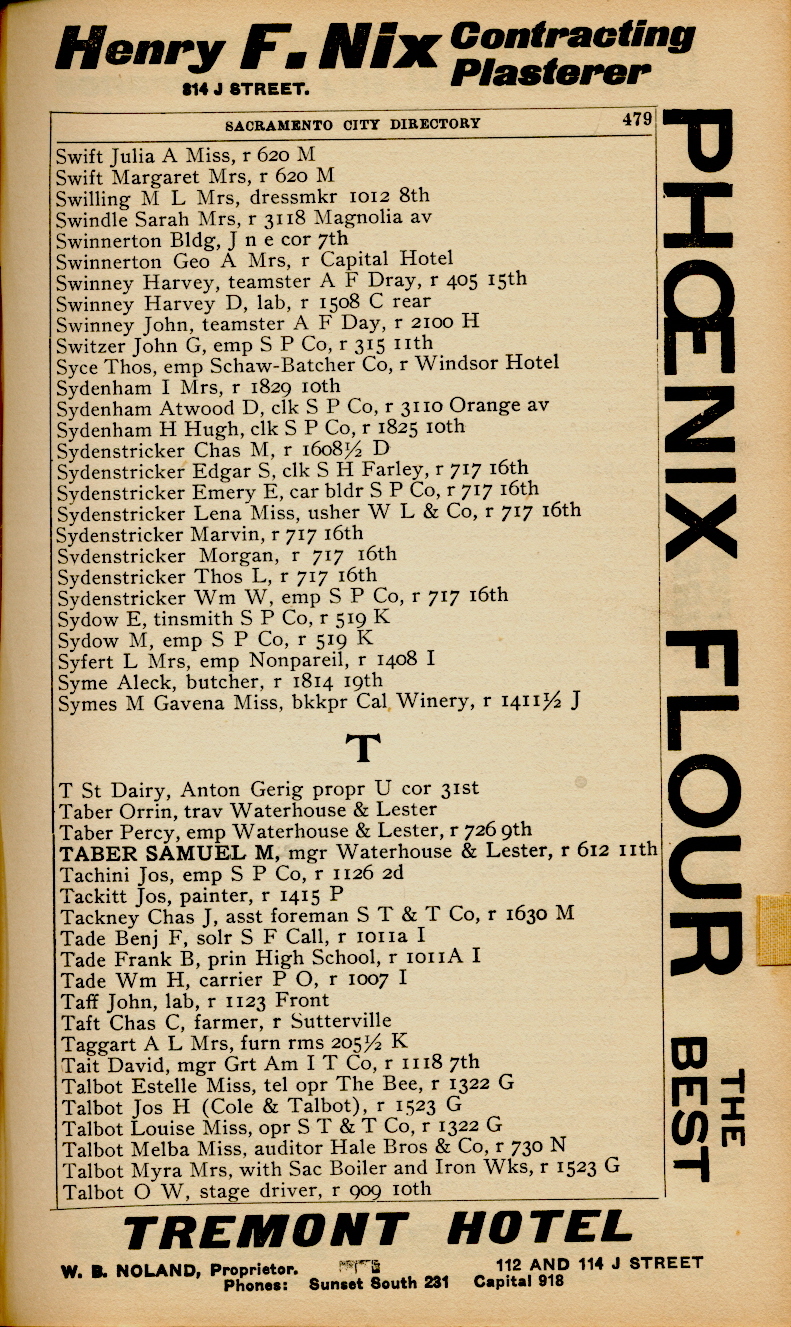 Henry F. Nix Contracting Plasterer
814 J STREET.
SACRAMENTO CITY DIRECTORY 479
Swift Julia A Miss, r 620 M
Swift Margaret Mrs, r 620 M
Swilling M L Mrs, dressmkr 1012 8th
Swindle Sarah Mrs, r 3118 Magnolia av
Swinnerton Bldg, J n e cor 7th
Swinnerton Geo A Mrs, r Capital Hotel
Swinney Harvey, teamster A F Dray, r 405 15th
Swinney Harvey D, lab, r 1508 C rear
Swinney John, teamster A F Day, r 2100 H
Switzer John G, emp S P Co, r 315 11th
Syce Thos, emp Schaw-Batcher Co, r Windsor Hotel
Sydenham I Mrs, r 1829 10th
Sydenham Atwood D, clk S P Co, r 3110 Orange av
Sydenham H Hugh, clk S P Co, r 1825 10th
Sydenstricker Chas M, r 1608½ D
Sydenstricker Edgar S, clk S H Farley, r 717 16th
Sydenstricker Emery E, car bldr S P Co, r 717 16th
Sydenstricker Lena Miss, usher W L & Co, r 717 16th
Sydenstricker Marvin, r 717 16th
Sydenstricker Morgan, r 717 16th
Sydenstricker Thos L, r 717 16th
Sydenstricker Wm W, emp S P Co, r 717 16th
Sydow E, tinsmith S P Co, r 519 K
Sydow M, emp S P Co, r 519 K
Syfert L Mrs, emp Nonpareil, r 1408 I
Syme Aleck, butcher, r 1814 19th
Symes M Gavena Miss, bkkpr Cal Winery, r 1411½ J
T
T St Dairy, Anton Gerig propr U cor 31st
Taber Orrin, trav Waterhouse & Lester
Taber Percy, emp Waterhouse & Lester, r 726 9th
TABER SAMUEL M, mgr Waterhouse & Lester, r 612 11th
Tachini Jos, emp S P Co, r 1126 2d
Tackitt Jos, painter, r 1415 P
Tackney Chas J, asst foreman S T & T Co, r 1630 M
Tade Benj F, solr S F Call, r 1011a I
Tade Frank B, prin High School, r 1011A I
Tade Wm H, carrier P O, r 1007 I
Taff John, lab, r 1123 Front
Taft Chas C, farmer, r Sutterville
Taggart A L Mrs, furn rms 205½ K
Tait David, mgr Grt Am I T Co, r 1118 7th
Talbot Estelle Miss, tel opr The Bee, r 1322 G
Talbot Jos H (Cole & Talbot), r 1523 G
Talbot Louise Miss, opr S T & T Co, r 1322 G
Talbot Melba Miss, auditor Hale Bros & Co, r 730 N
Talbot Myra Mrs, with Sac Boiler and Iron Wks, r 1523 G
Talbot O W, stage driver, r 909 10th
PHŒNIX FLOUR
THE
BEST
TREMONT HOTEL
W. B. NOLAND, Proprietor. 112 AND 114 J STREET
Phones: Sunset South 231 Capital 918